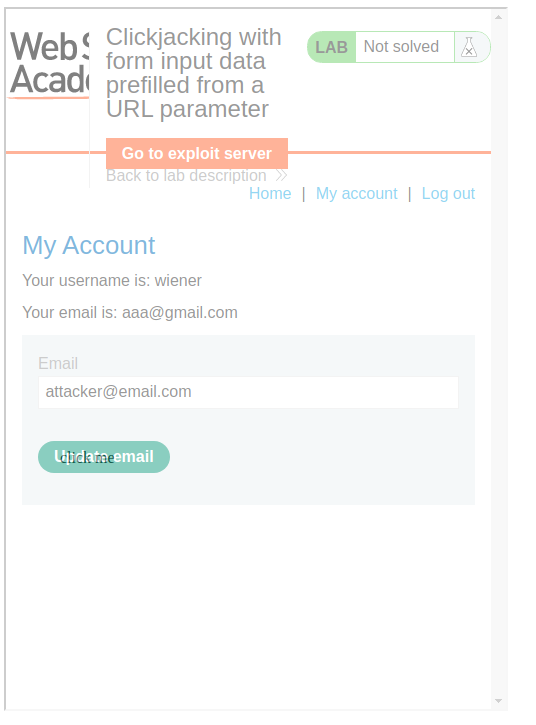 Web S
Acade
Clickjacking with
form input data
prefilled from a
URL parameter
LAB Not solved
Go to exploit server
Back to lab description
Home | My account | Log out
My Account
Your username is: wiener
Your email is: aaa@gmail.com
Email
attacker@email.com
Update email
click me